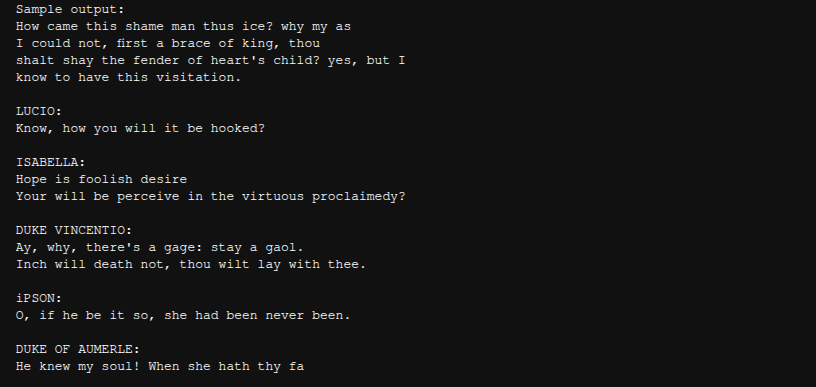 Sample output:
How came this shame man thus ice? why my as
I could not, first a brace of king, thou
shalt shay the fender of heart's child? yes, but I
know to have this visitation.

LUCIO:
Know, how you will it be hooked?

ISABELLA:
Hope is foolish desire
Your will be perceive in the virtuous proclaimedy?

DUKE VINCENTIO:
Ay, why, there's a gage: stay a gaol.
Inch will death not, thou wilt lay with thee.

iPSON:
O, if he be it so, she had been never been.

DUKE OF AUMERLE:
He knew my soul! When she hath thy fa